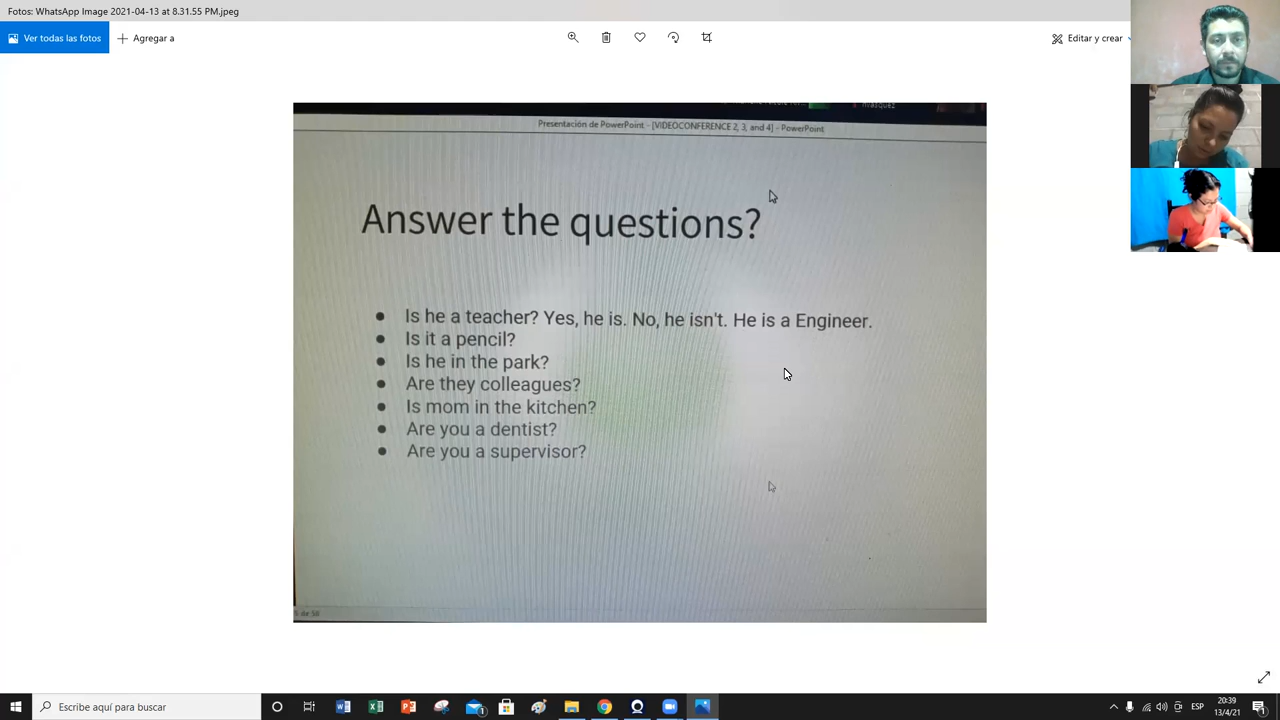 Fotos: WhatsApp Image 2021-04-13 at 8.31.55 PM.jpeg
Ver todas las fotos
Agregar a
Editar y crear
Presentación de PowerPoint - [VIDEOCONFERENCE 2, 3, and 4] - PowerPoint
Answer the questions?
● Is he a teacher? Yes, he is. No, he isn't. He is a Engineer.
● Is it a pencil?
● Is he in the park?
● Are they colleagues?
● Is mom in the kitchen?
● Are you a dentist?
● Are you a supervisor?
de 58
Escribe aquí para buscar
ESP
20:39
13/4/21